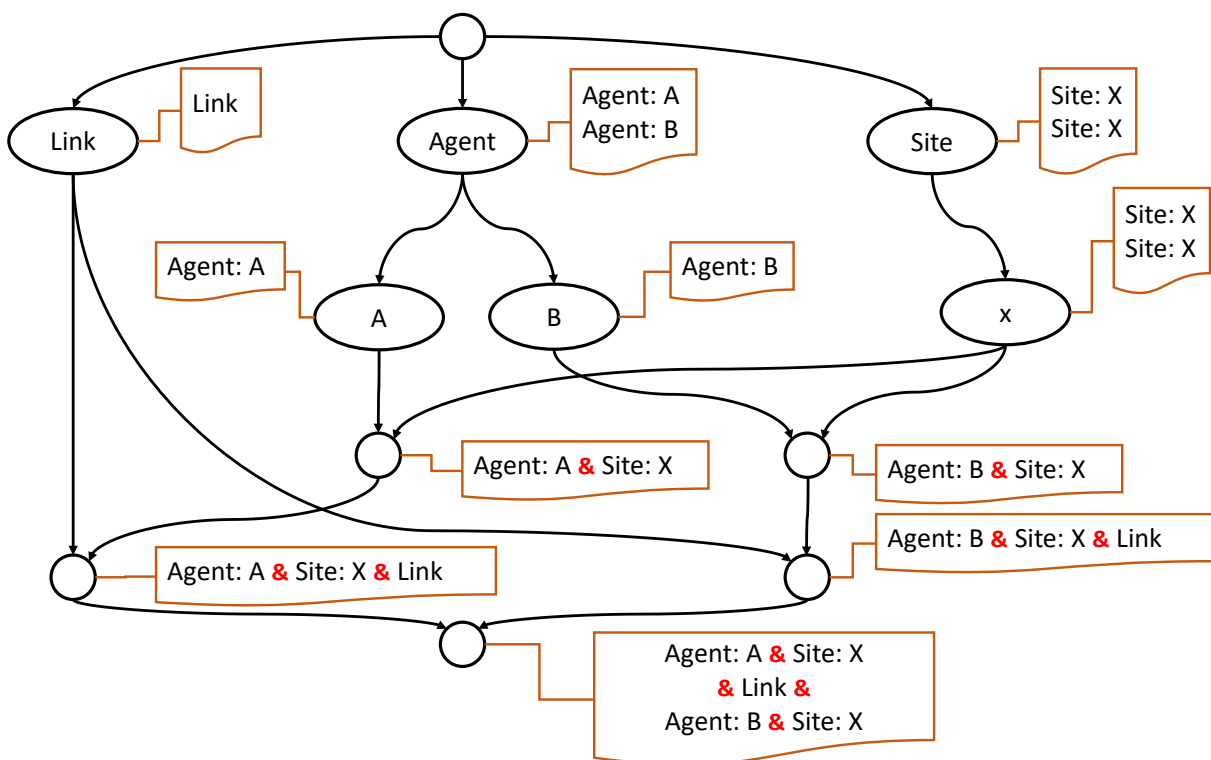 Link
Link
Agent
Agent: A
Agent: B
Site
Site: X
Site: X
Agent: A
A
B
Agent: B
x
Site: X
Site: X
Agent: A & Site: X
Agent: B & Site: X
Agent: A & Site: X & Link
Agent: B & Site: X & Link
Agent: A & Site: X
& Link &
Agent: B & Site: X